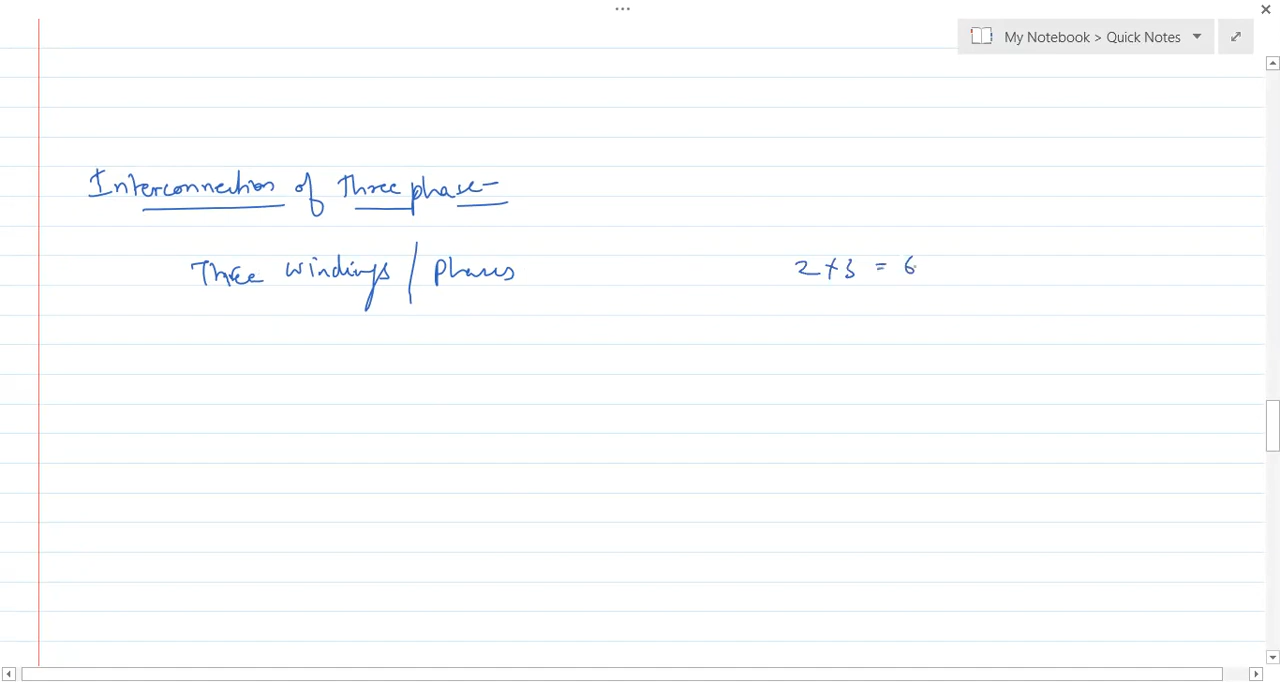 My Notebook > Quick Notes
Interconnection of three phase-
Three windings / phases
2 × 3 = 6